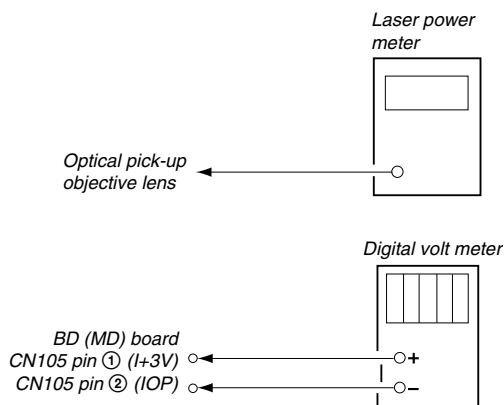 Laser power
meter
Optical pick-up
objective lens
Digital volt meter
BD (MD) board
CN105 pin ① (I+3V)
CN105 pin ② (IOP)
+
–